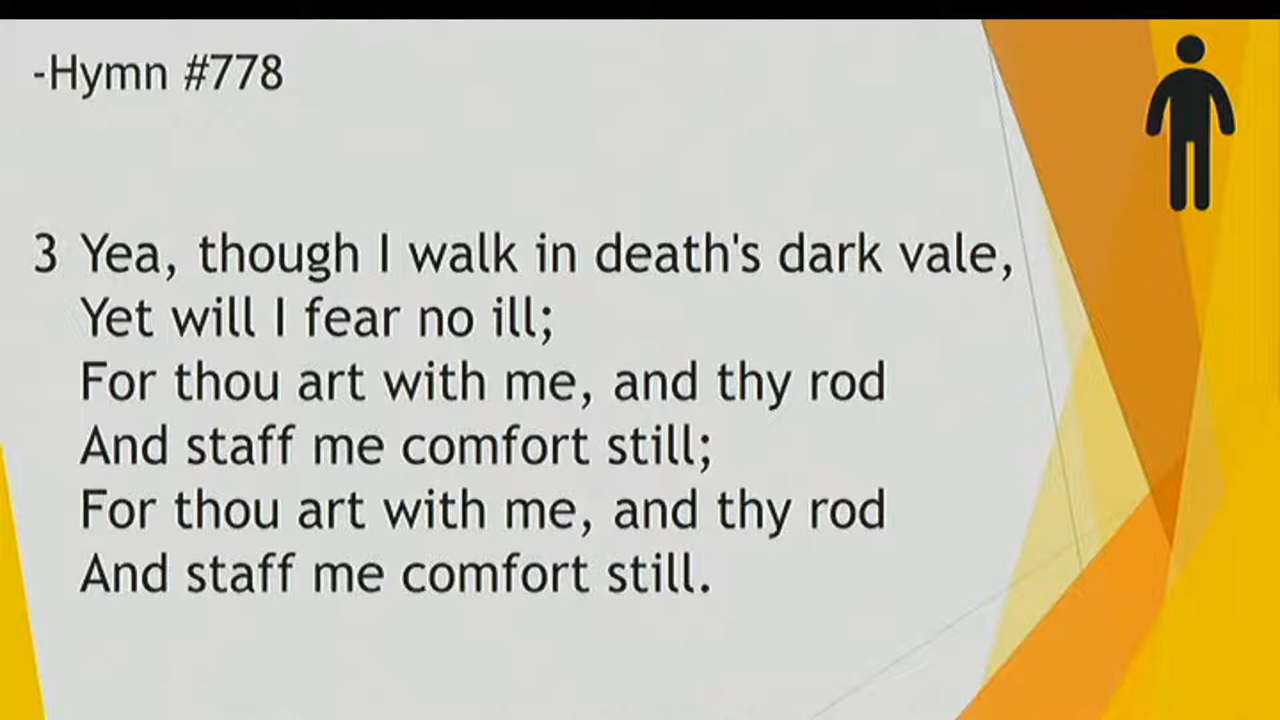 -Hymn #778
3 Yea, though I walk in death's dark vale,
Yet will I fear no ill;
For thou art with me, and thy rod
And staff me comfort still;
For thou art with me, and thy rod
And staff me comfort still.